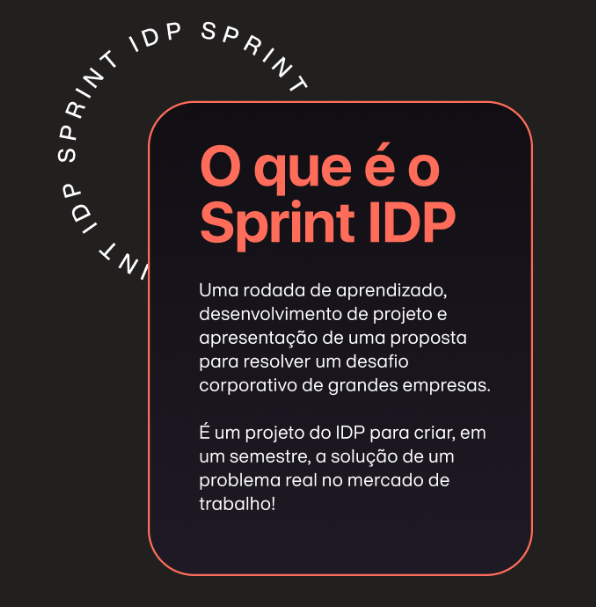 INT IDP SPRINT IDP SPRINT
O que é o
Sprint IDP
Uma rodada de aprendizado,
desenvolvimento de projeto e
apresentação de uma proposta
para resolver um desafio
corporativo de grandes empresas.
É um projeto do IDP para criar, em
um semestre, a solução de um
problema real no mercado de
trabalho!